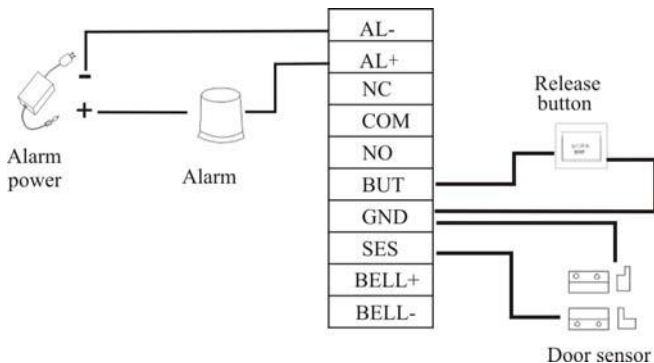 AL-
AL+
NC
COM
NO
BUT
GND
SES
BELL+
BELL-
-
+
Alarm
power
Alarm
Release
button
Door sensor